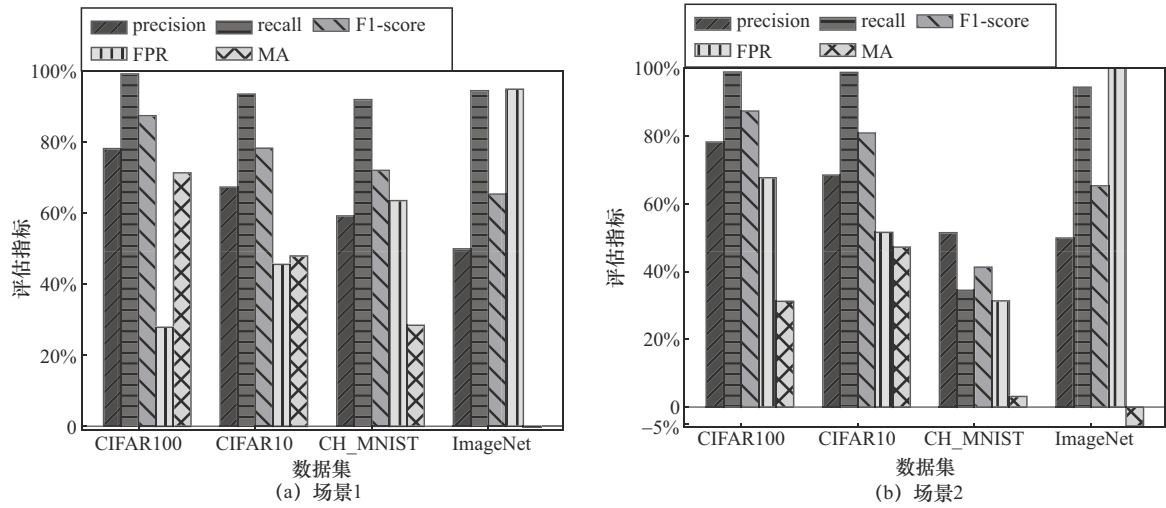 precision recall F1-score
FPR MA
100%
80%
60%
40%
20%
0
评估指标
CIFAR100 CIFAR10 CH_MNIST ImageNet
数据集
(a) 场景1
precision recall F1-score
FPR MA
100%
80%
60%
40%
20%
0
−5%
评估指标
CIFAR100 CIFAR10 CH_MNIST ImageNet
数据集
(b) 场景2